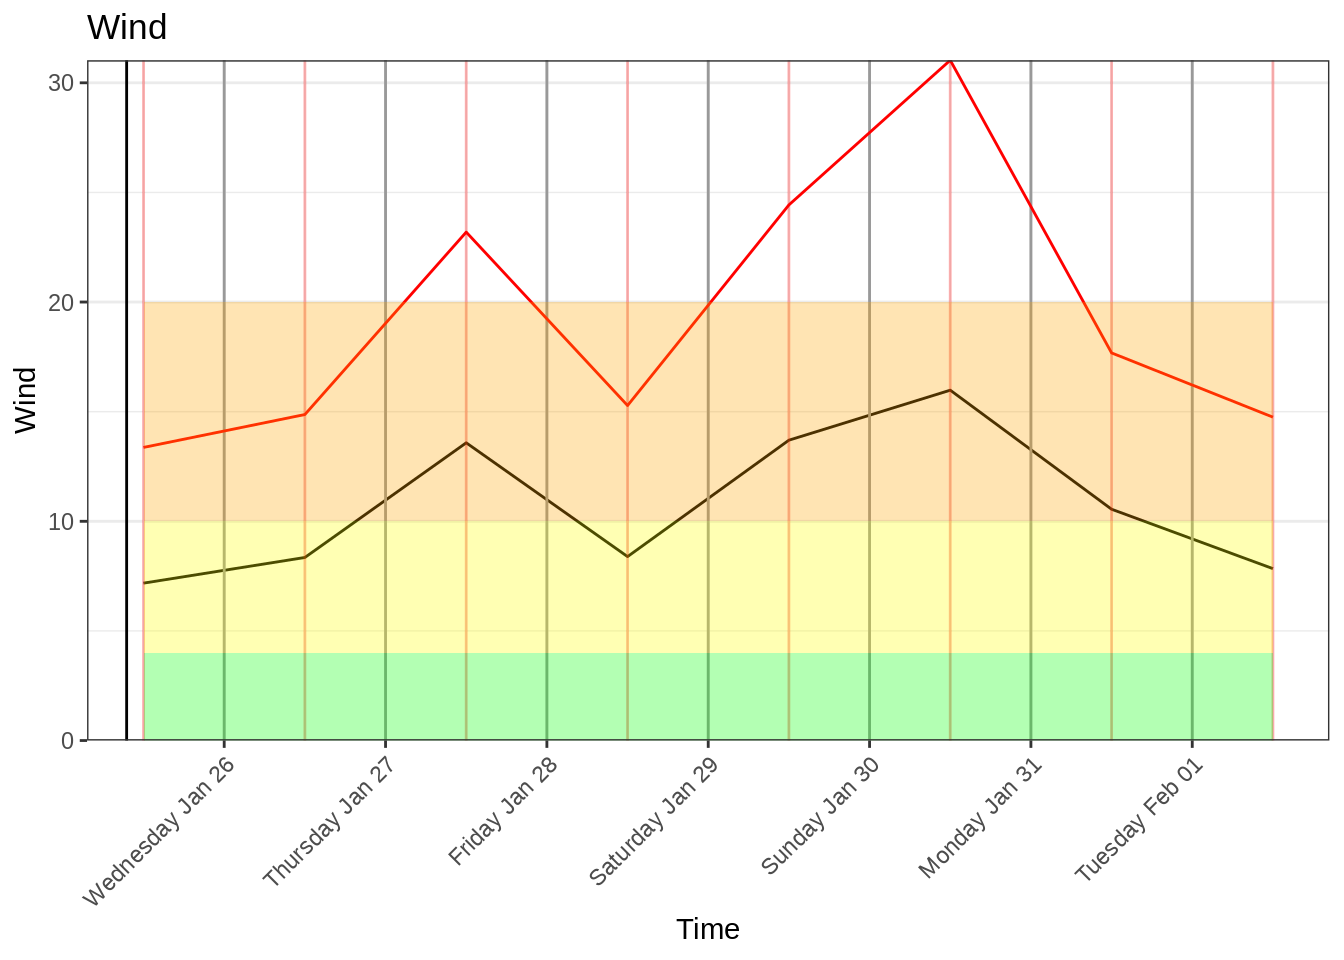 Wind
30
20
10
0
Wind
Wednesday Jan 26
Thursday Jan 27
Friday Jan 28
Saturday Jan 29
Sunday Jan 30
Monday Jan 31
Tuesday Feb 01
Time